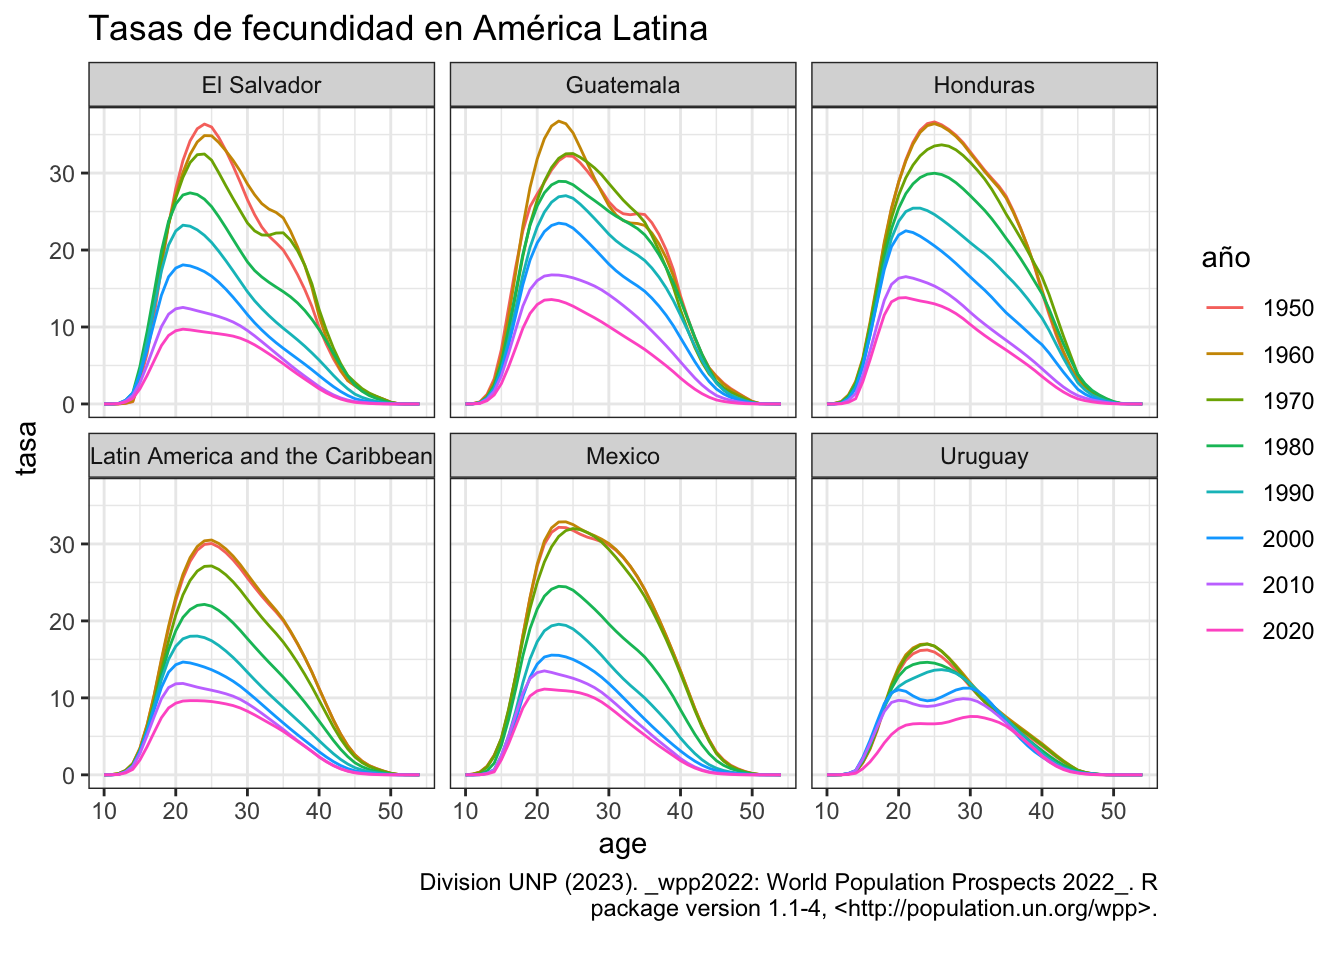 Tasas de fecundidad en América Latina
El Salvador
Guatemala
Honduras
30
20
10
0
Latin America and the Caribbean
Mexico
Uruguay
30
20
10
0
10 20 30 40 50
10 20 30 40 50
10 20 30 40 50
tasa
age
año
1950
1960
1970
1980
1990
2000
2010
2020
Division UNP (2023). _wpp2022: World Population Prospects 2022_. R
package version 1.1-4, <http://population.un.org/wpp>.